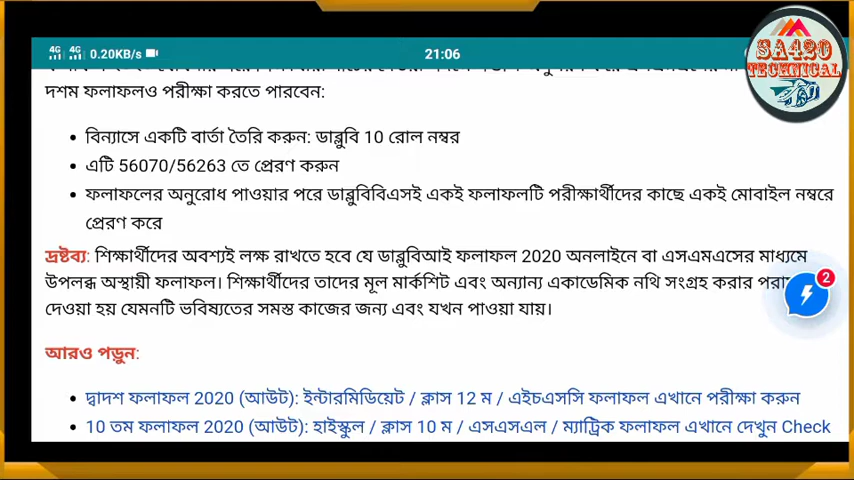 4G 4G 0.20KB/s 21:06
SA420
TECHNICAL
দশম ফলাফলও পরীক্ষা করতে পারবেন:
বিন্যাসে একটি বার্তা তৈরি করুন: ডাব্লুবি 10 রোল নম্বর
এটি 56070/56263 তে প্রেরণ করুন
ফলাফলের অনুরোধ পাওয়ার পরে ডাব্লুবিবিএসই একই ফলাফলটি পরীক্ষার্থীদের কাছে একই মোবাইল নম্বরে
প্রেরণ করে
দ্রষ্টব্য: শিক্ষার্থীদের অবশ্যই লক্ষ রাখতে হবে যে ডাব্লুবিআই ফলাফল 2020 অনলাইনে বা এসএমএসের মাধ্যমে
উপলব্ধ অস্থায়ী ফলাফল। শিক্ষার্থীদের তাদের মূল মার্কশিট এবং অন্যান্য একাডেমিক নথি সংগ্রহ করার
2
দেওয়া হয় যেমনটি ভবিষ্যতের সমস্ত কাজের জন্য এবং যখন পাওয়া যায়।
আরও পড়ুন:
দ্বাদশ ফলাফল 2020 (আউট): ইন্টারমিডিয়েট / ক্লাস 12 ম / এইচএসসি ফলাফল এখানে পরীক্ষা করুন
10 তম ফলাফল 2020 (আউট): হাইস্কুল / ক্লাস 10 ম / এসএসএল / ম্যাট্রিক ফলাফল এখানে দেখুন Check